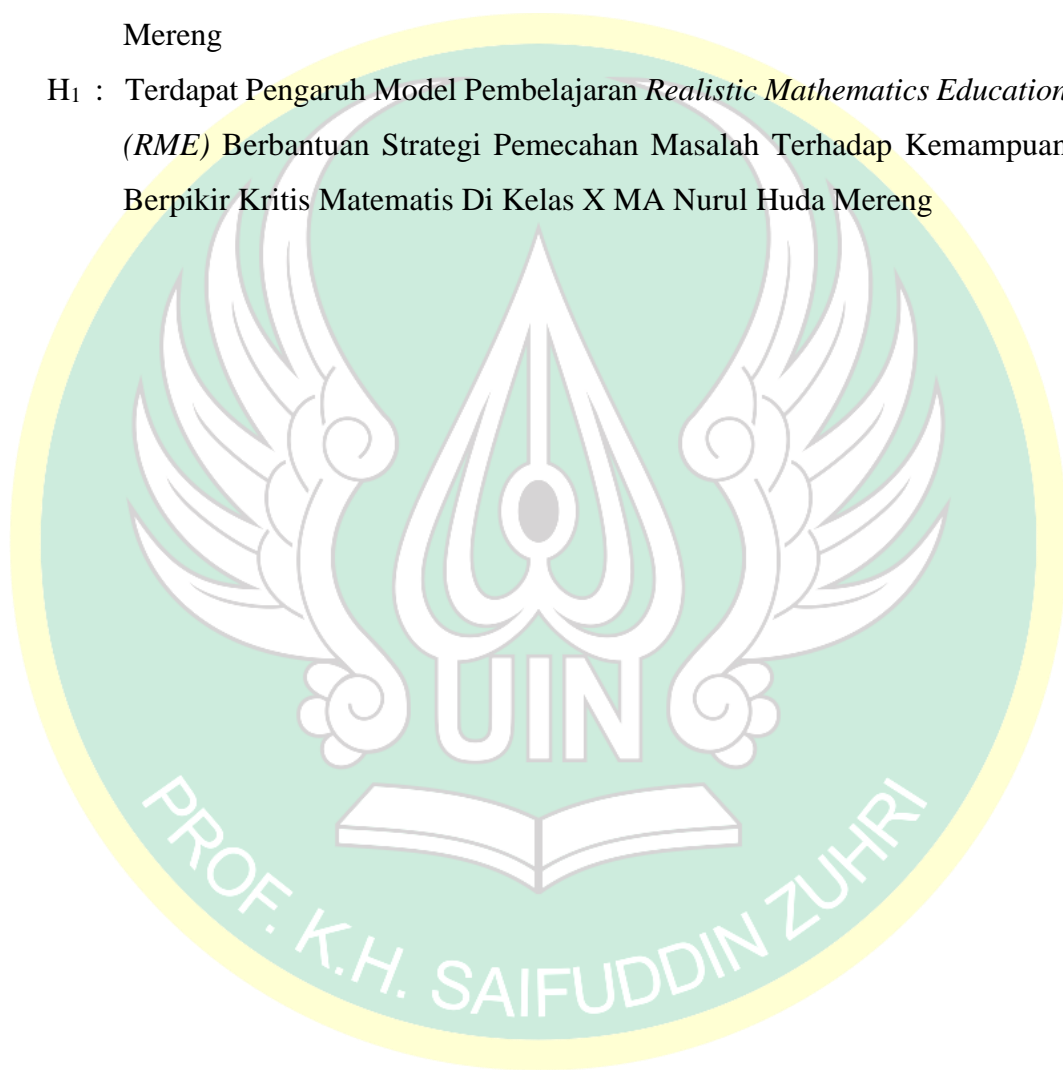 Mereng
H₁ : Terdapat Pengaruh Model Pembelajaran Realistic Mathematics Education
(RME) Berbantuan Strategi Pemecahan Masalah Terhadap Kemampuan
Berpikir Kritis Matematis Di Kelas X MA Nurul Huda Mereng
UIN
PROF. K.H. SAIFUDDIN ZUHRI